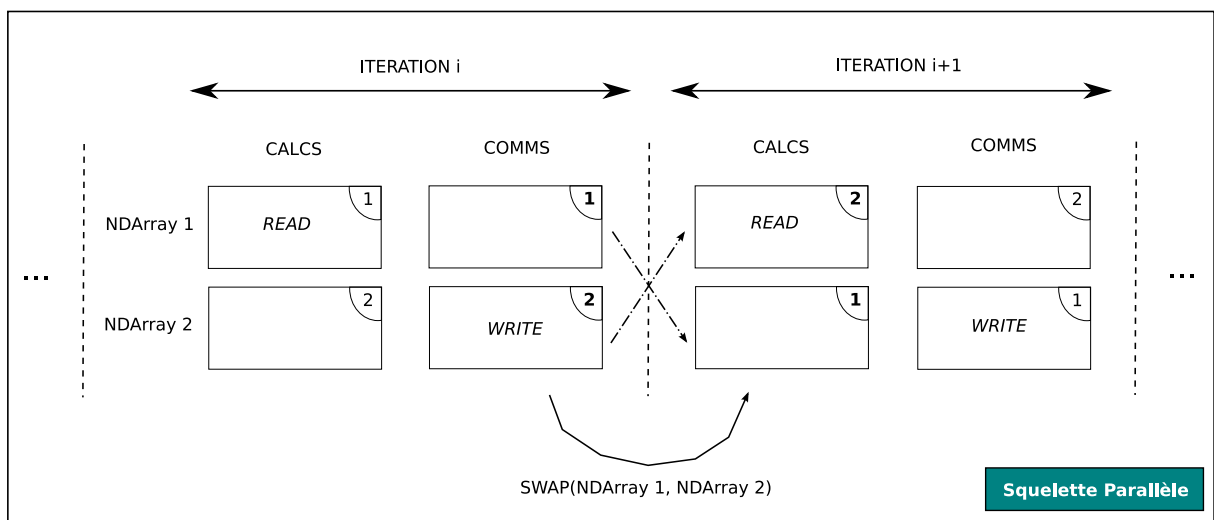 ITERATION i
ITERATION i+1
CALCS
COMMS
CALCS
COMMS
NDArray 1
READ
1
1
READ
2
2
...
...
NDArray 2
2
WRITE
2
1
WRITE
1
SWAP(NDArray 1, NDArray 2)
Squelette Parallèle